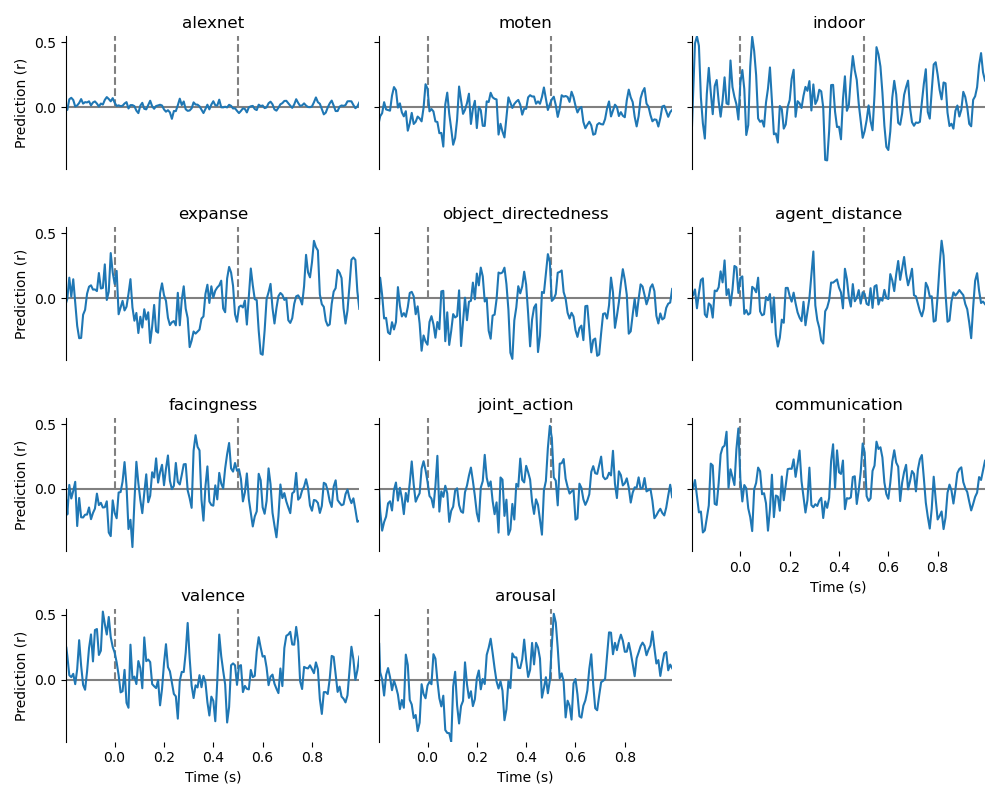 alexnet
moten
indoor
Prediction (r)
0.5
0.0
expanse
object_directedness
agent_distance
Prediction (r)
0.5
0.0
facingness
joint_action
communication
Prediction (r)
0.5
0.0
0.0 0.2 0.4 0.6 0.8
Time (s)
valence
arousal
Prediction (r)
0.5
0.0
0.0 0.2 0.4 0.6 0.8
Time (s)
0.0 0.2 0.4 0.6 0.8
Time (s)